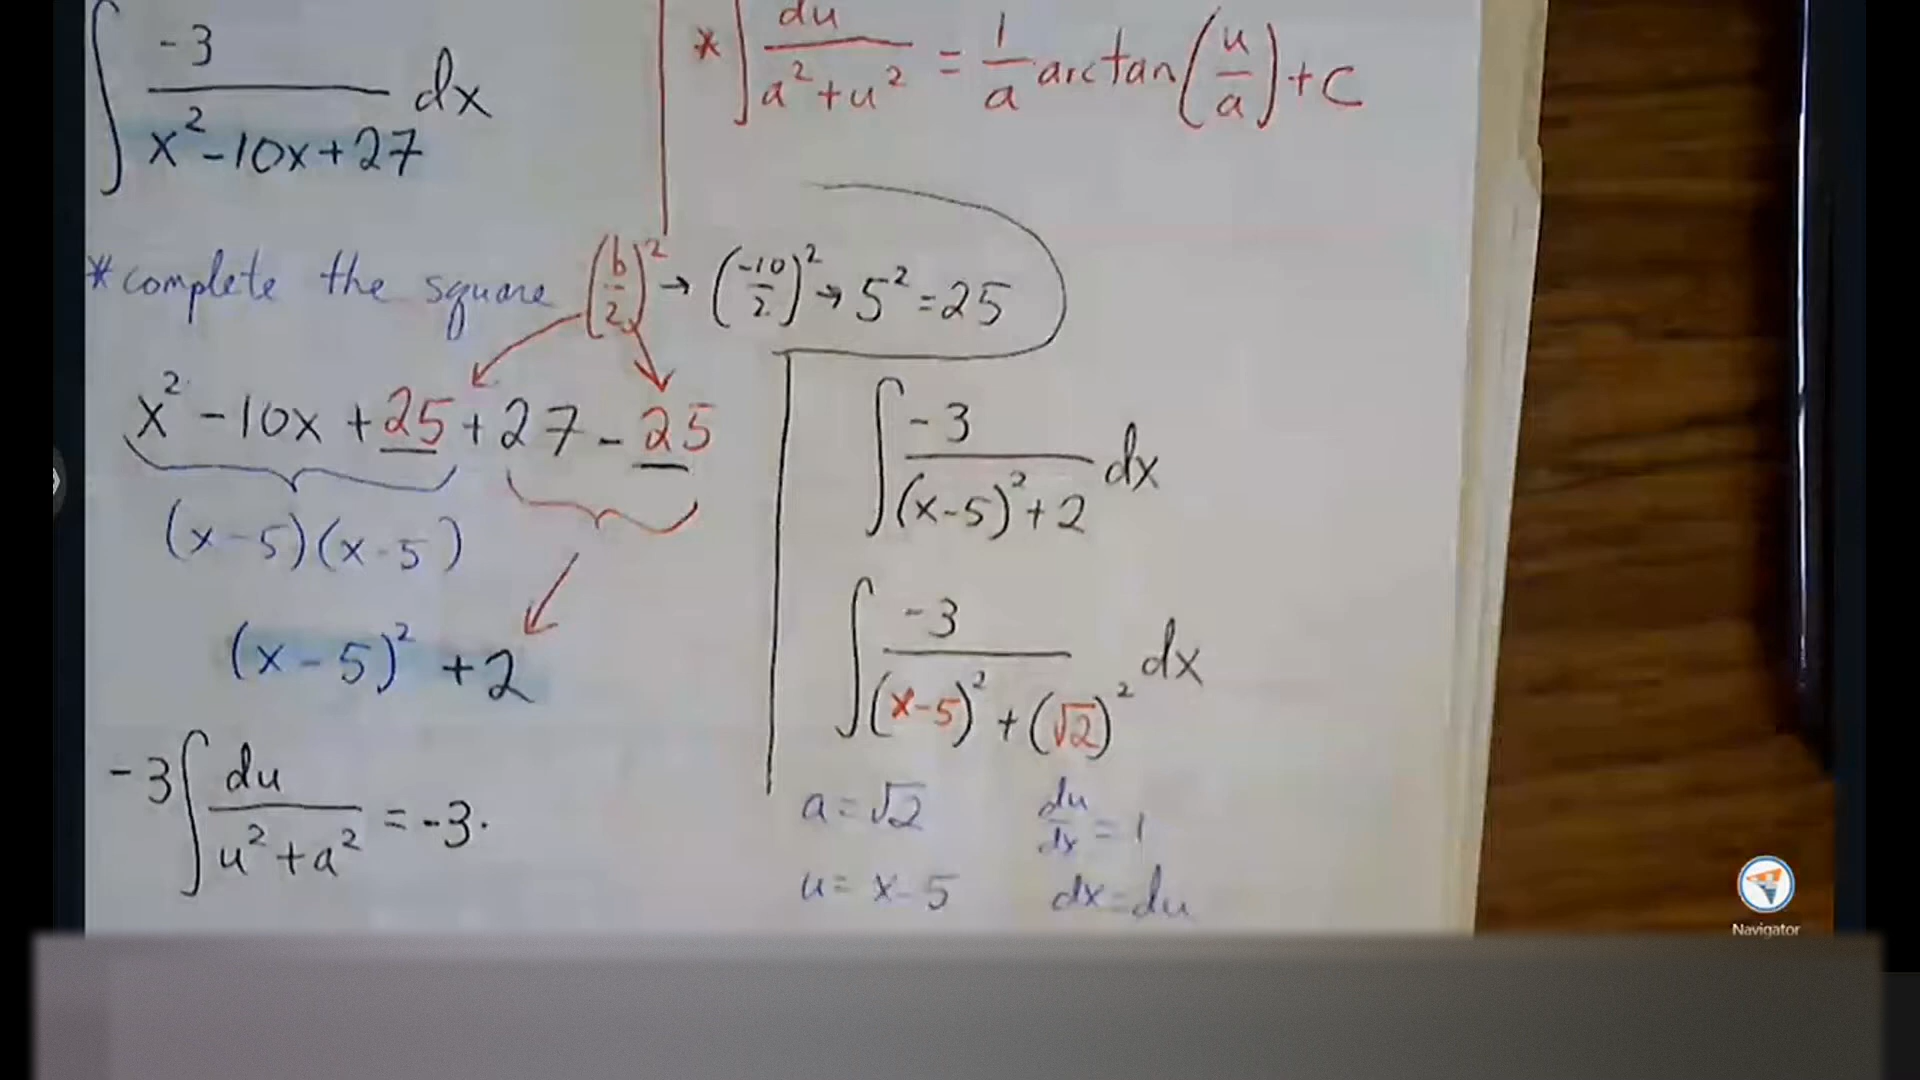 ∫ -3 / (x² - 10x + 27) dx
* ∫ du / (a² + u²) = 1/a arctan(u/a) + C
* complete the square (b/2)² → (-10/2)² → 5² = 25
x² - 10x + 25 + 27 - 25
(x - 5)(x - 5)
(x - 5)² + 2
-3 ∫ du / (u² + a²) = -3 ·
∫ -3 / ((x-5)² + 2) dx
∫ -3 / ((x-5)² + (√2)²) dx
a = √2
du/dx = 1
u = x - 5
dx = du
Navigator